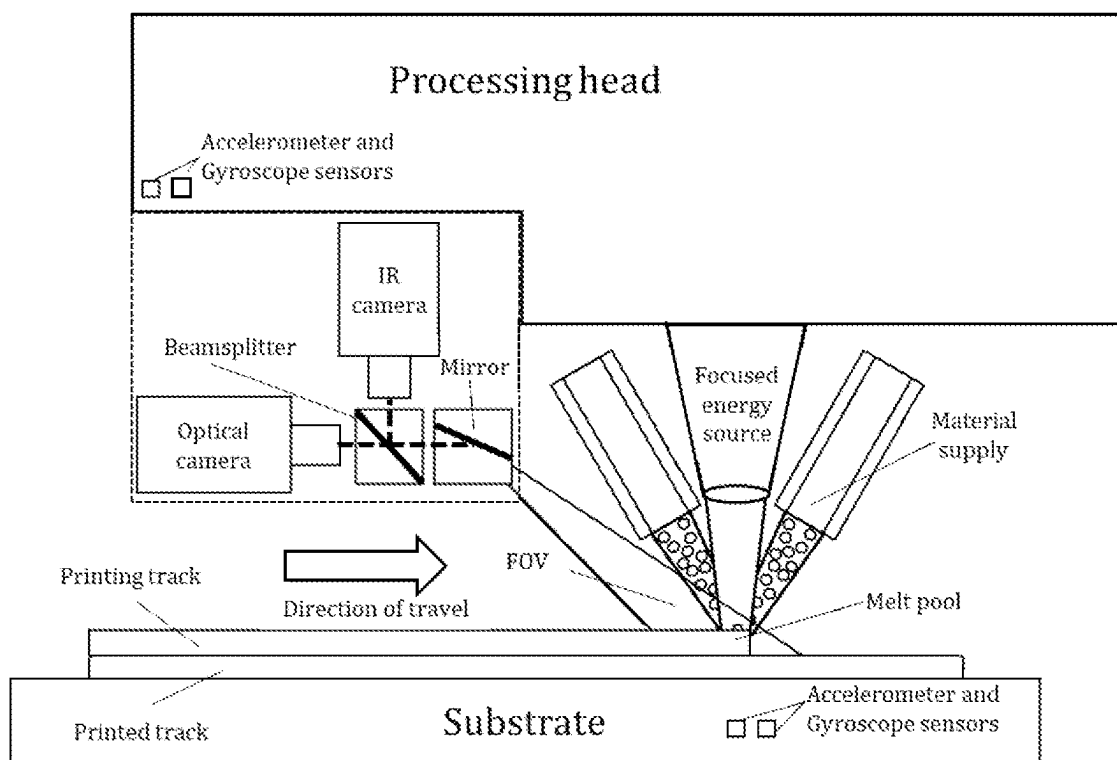 Processing head
Accelerometer and
Gyroscope sensors
IR
camera
Beamsplitter
Mirror
Focused
energy
source
Optical
camera
Material
supply
FOV
Printing track
Direction of travel
Melt pool
Accelerometer and
Gyroscope sensors
Printed track
Substrate